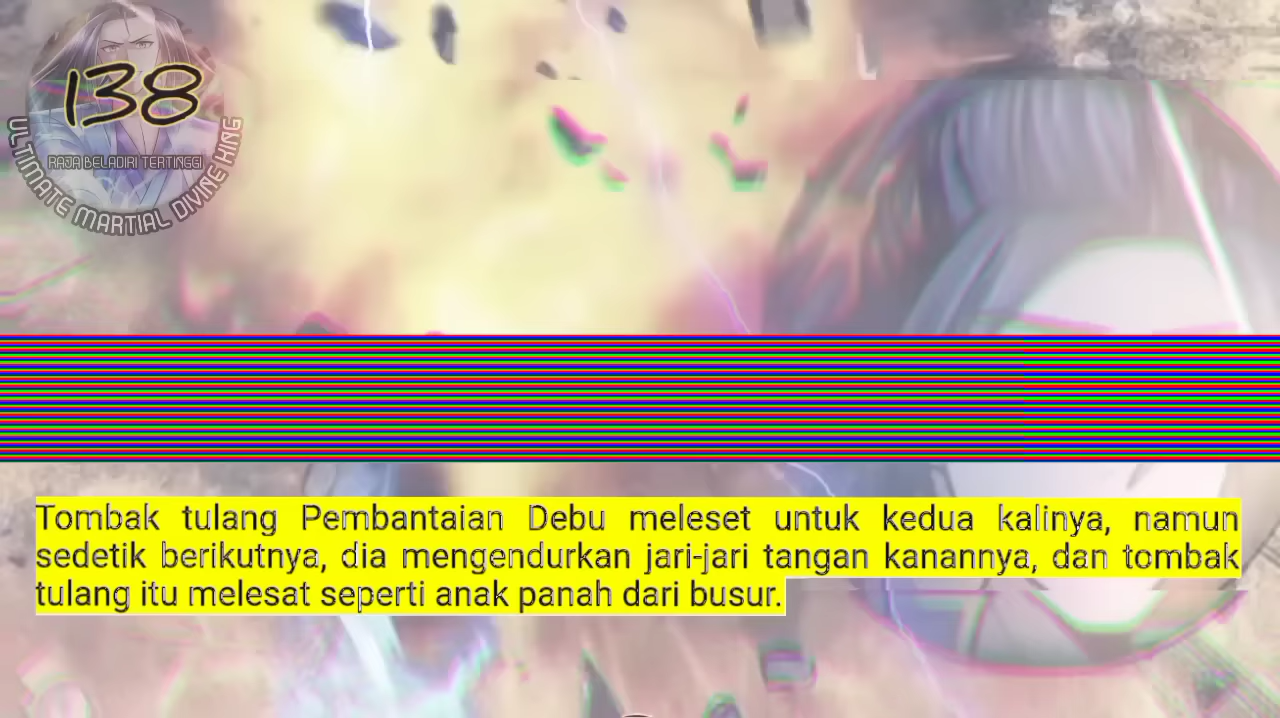 138
RAJA BELADIRI TERTINGGI
ULTIMATE MARTIAL DIVINE KING
Tombak tulang Pembantaian Debu meleset untuk kedua kalinya, namun
sedetik berikutnya, dia mengendurkan jari-jari tangan kanannya, dan tombak
tulang itu melesat seperti anak panah dari busur.